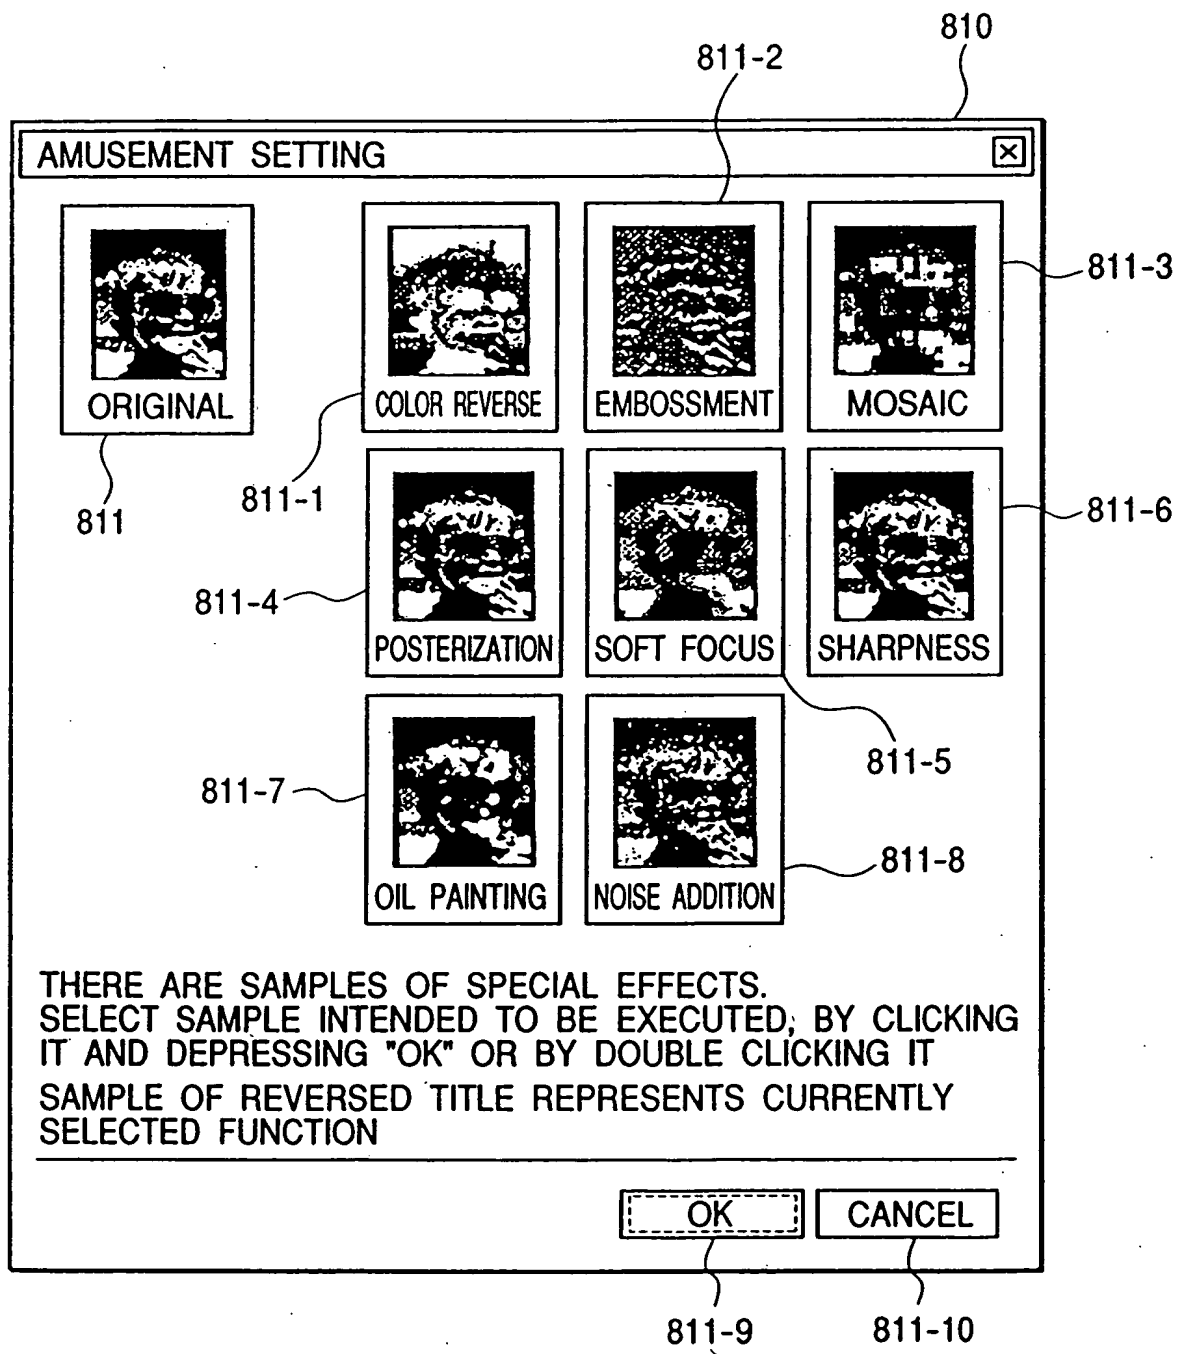 810
811-2
AMUSEMENT SETTING
811-3
ORIGINAL
COLOR REVERSE
EMBOSSMENT
MOSAIC
811
811-1
811-6
811-4
POSTERIZATION
SOFT FOCUS
SHARPNESS
811-5
811-7
811-8
OIL PAINTING
NOISE ADDITION
THERE ARE SAMPLES OF SPECIAL EFFECTS.
SELECT SAMPLE INTENDED TO BE EXECUTED, BY CLICKING
IT AND DEPRESSING "OK" OR BY DOUBLE CLICKING IT
SAMPLE OF REVERSED TITLE REPRESENTS CURRENTLY
SELECTED FUNCTION
OK
CANCEL
811-9
811-10